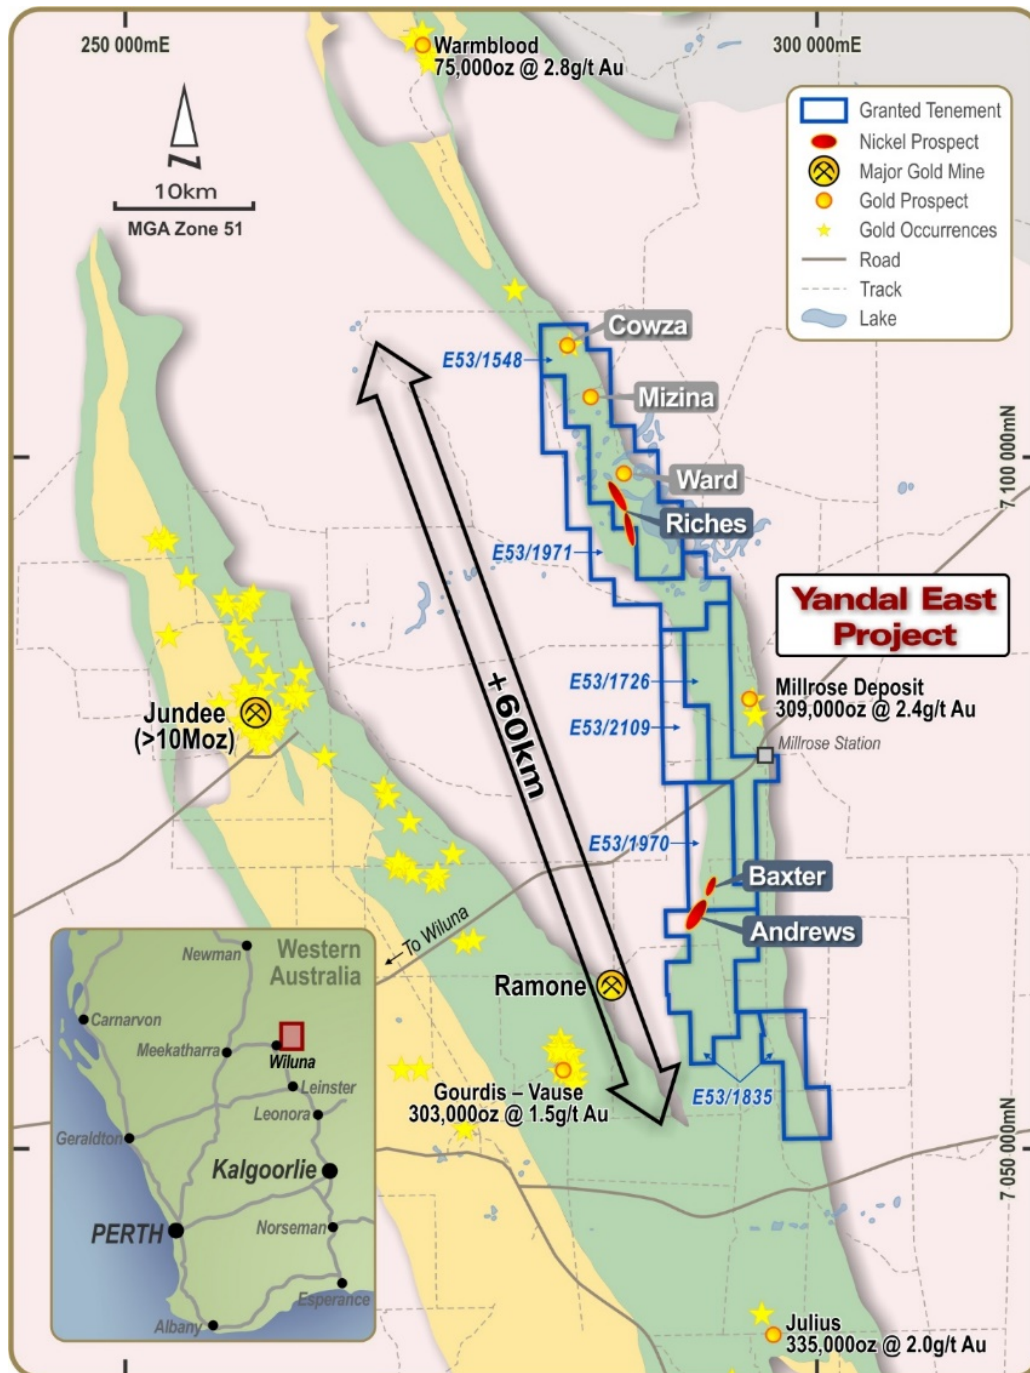 250 000mE
300 000mE
Warmblood
75,000oz @ 2.8g/t Au
N
10km
MGA Zone 51
Granted Tenement
Nickel Prospect
Major Gold Mine
Gold Prospect
Gold Occurrences
Road
Track
Lake
Cowza
E53/1548
Mizina
7 100 000mN
Ward
Riches
E53/1971
Yandal East
Project
E53/1726
Millrose Deposit
309,000oz @ 2.4g/t Au
Jundee
(>10Moz)
+60km
E53/2109
Millrose Station
E53/1970
Baxter
Andrews
To Wiluna
Ramone
Gourdis – Vause
303,000oz @ 1.5g/t Au
E53/1835
7 050 000mN
Western
Australia
Newman
Carnarvon
Meekatharra
Wiluna
Leinster
Leonora
Geraldton
Kalgoorlie
PERTH
Norseman
Esperance
Albany
Julius
335,000oz @ 2.0g/t Au